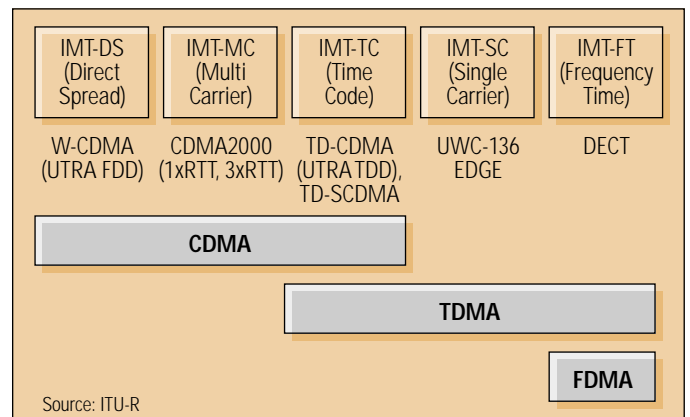 IMT-DS
(Direct
Spread)
IMT-MC
(Multi
Carrier)
IMT-TC
(Time
Code)
IMT-SC
(Single
Carrier)
IMT-FT
(Frequency
Time)
W-CDMA
(UTRA FDD)
CDMA2000
(1xRTT, 3xRTT)
TD-CDMA
(UTRA TDD),
TD-SCDMA
UWC-136
EDGE
DECT
CDMA
TDMA
FDMA
Source: ITU-R